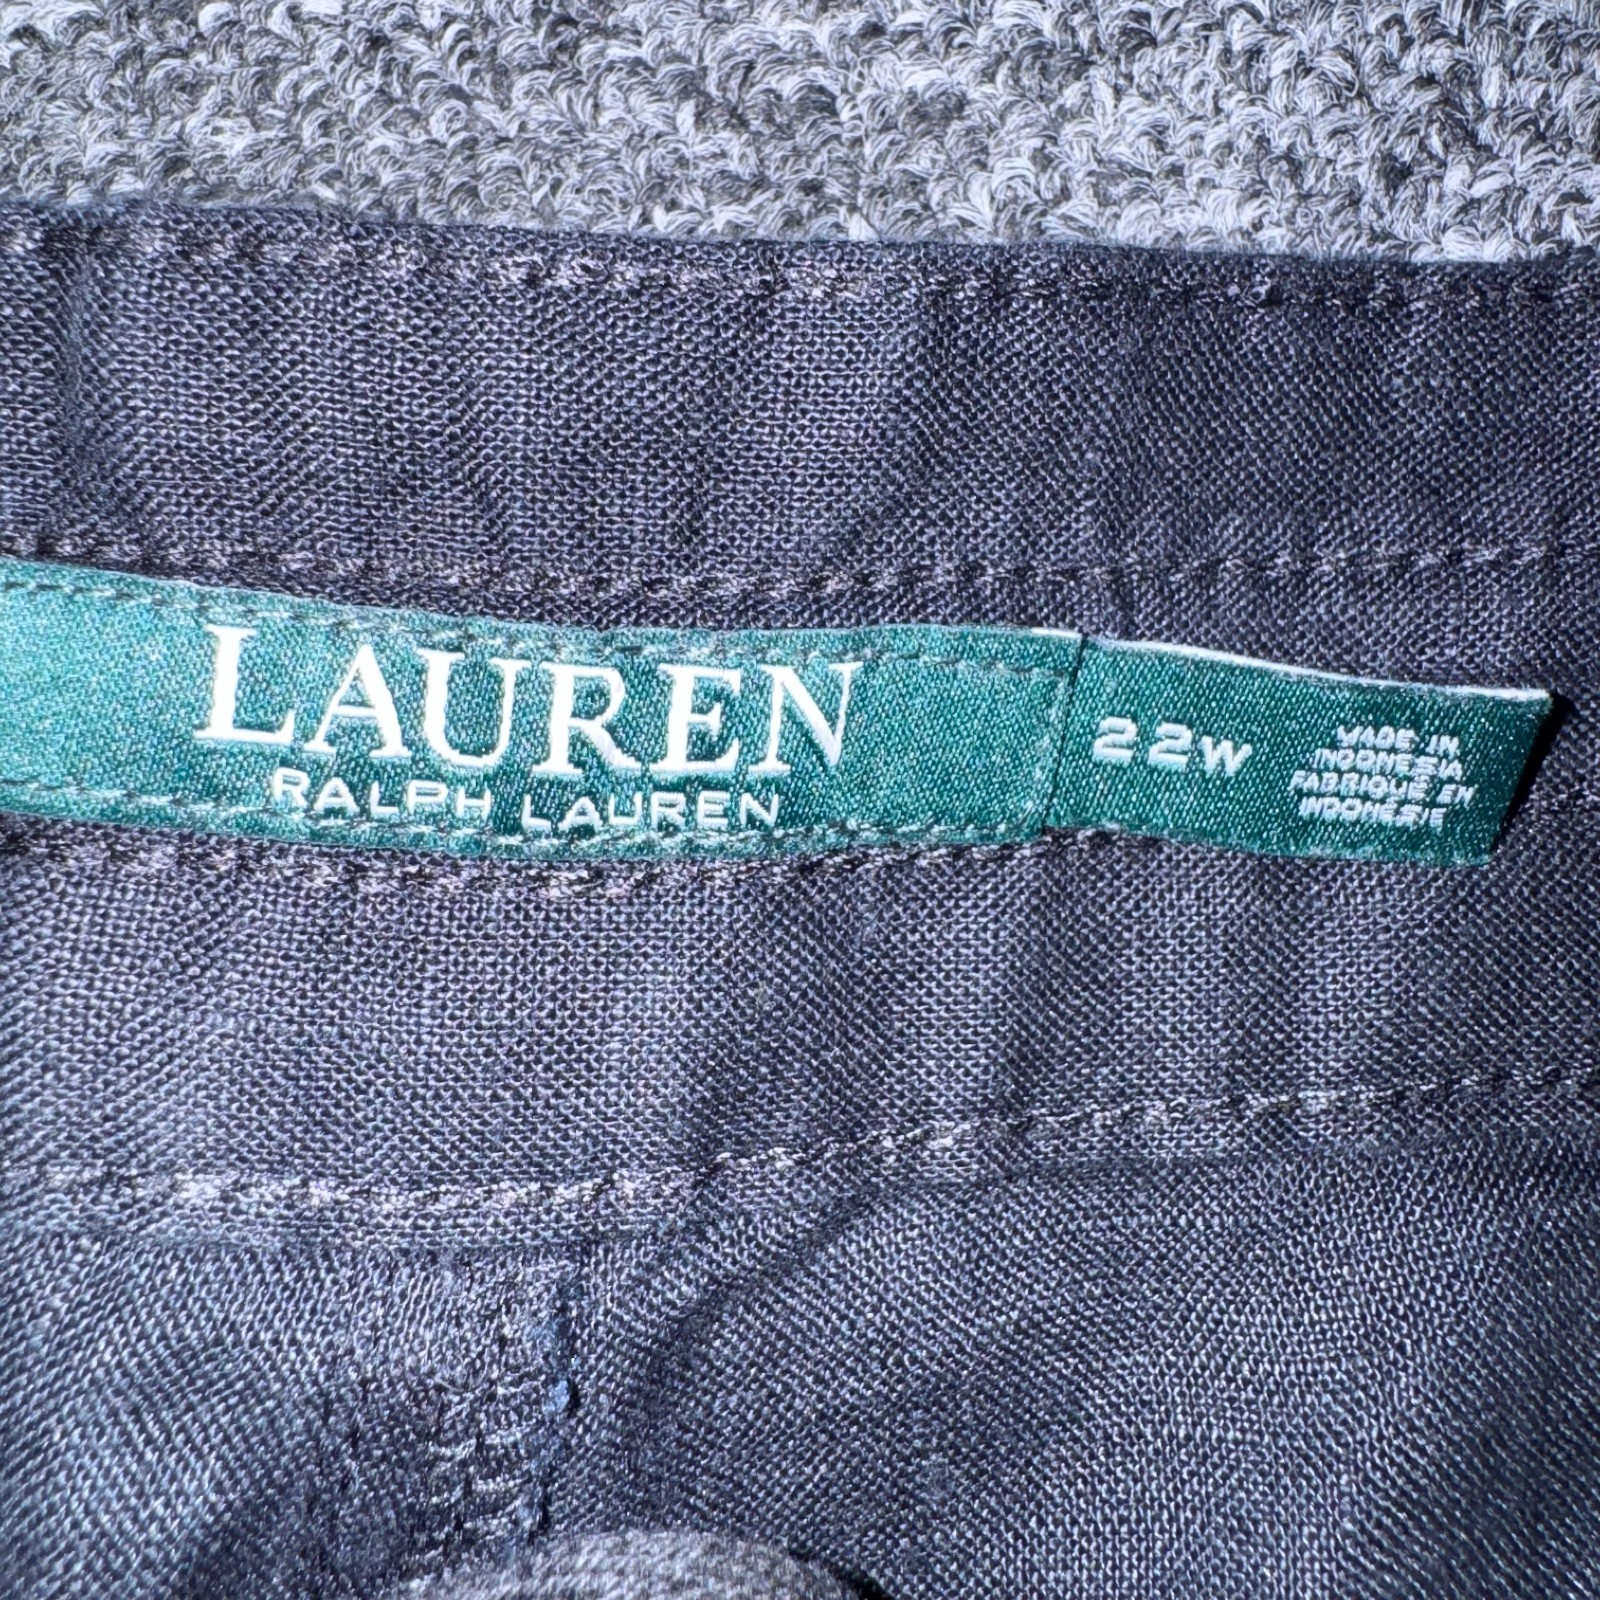 LAUREN
RALPH LAUREN
22W
MADE IN
INDONESIA
FABRIQUÉ EN
INDONÉSIE